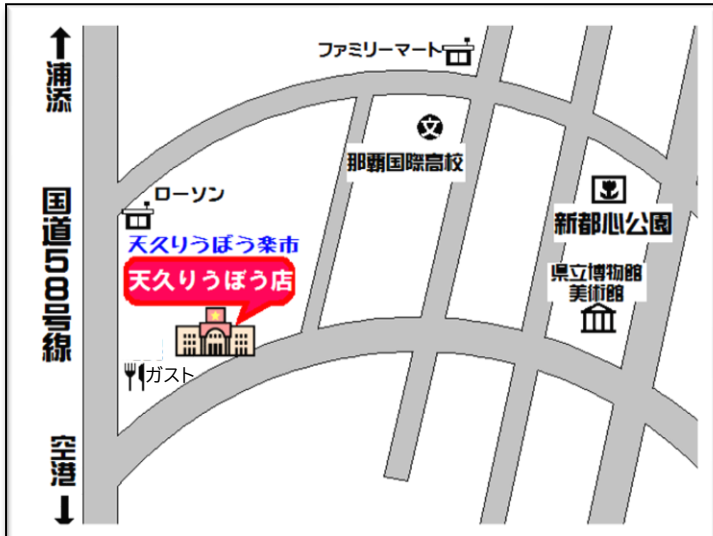 ↑
浦添
国道58号線
空港
↓
ファミリーマート
文
那覇国際高校
ローソン
天久りうぼう楽市
天久りうぼう店
ガスト
新都心公園
県立博物館
美術館